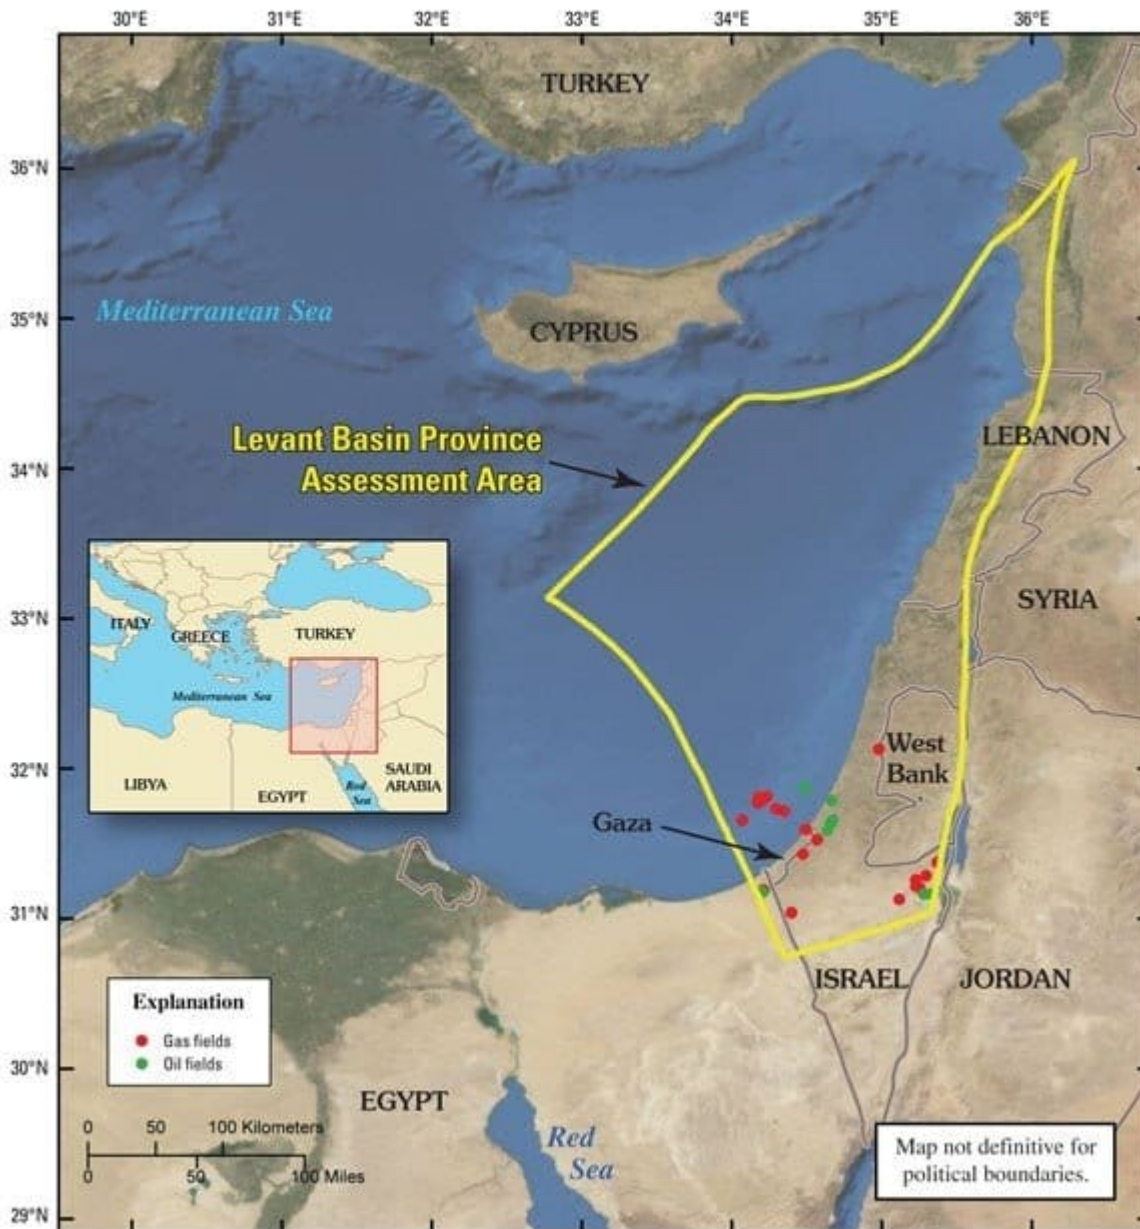 30°E 31°E 32°E 33°E 34°E 35°E 36°E
TURKEY
36°N
Mediterranean Sea
35°N
CYPRUS
Levant Basin Province
Assessment Area
LEBANON
34°N
SYRIA
33°N
ITALY
GREECE
TURKEY
Mediterranean Sea
LIBYA
EGYPT
Red
Sea
SAUDI
ARABIA
West
Bank
32°N
Gaza
31°N
ISRAEL
JORDAN
Explanation
Gas fields
Oil fields
30°N
EGYPT
0 50 100 Kilometers
0 50 100 Miles
Red
Sea
Map not definitive for
political boundaries.
29°N